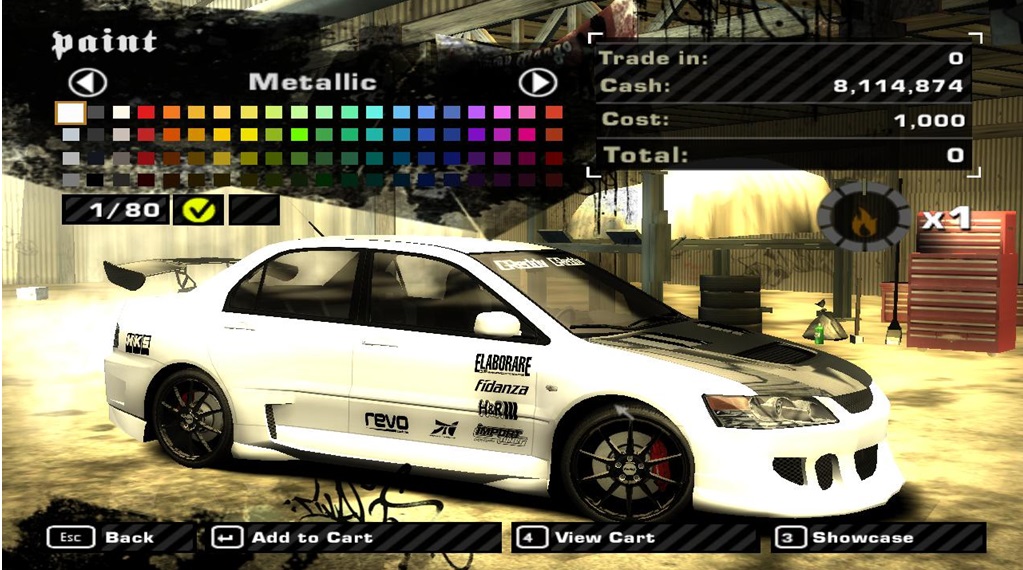 paint
Metallic
1/80
Trade in: 0
Cash: 8,114,874
Cost: 1,000
Total: 0
x1
HKS
ELABORARE
Fidanza
H&R
revo
IMPORT
Esc Back
Add to Cart
4 View Cart
3 Showcase